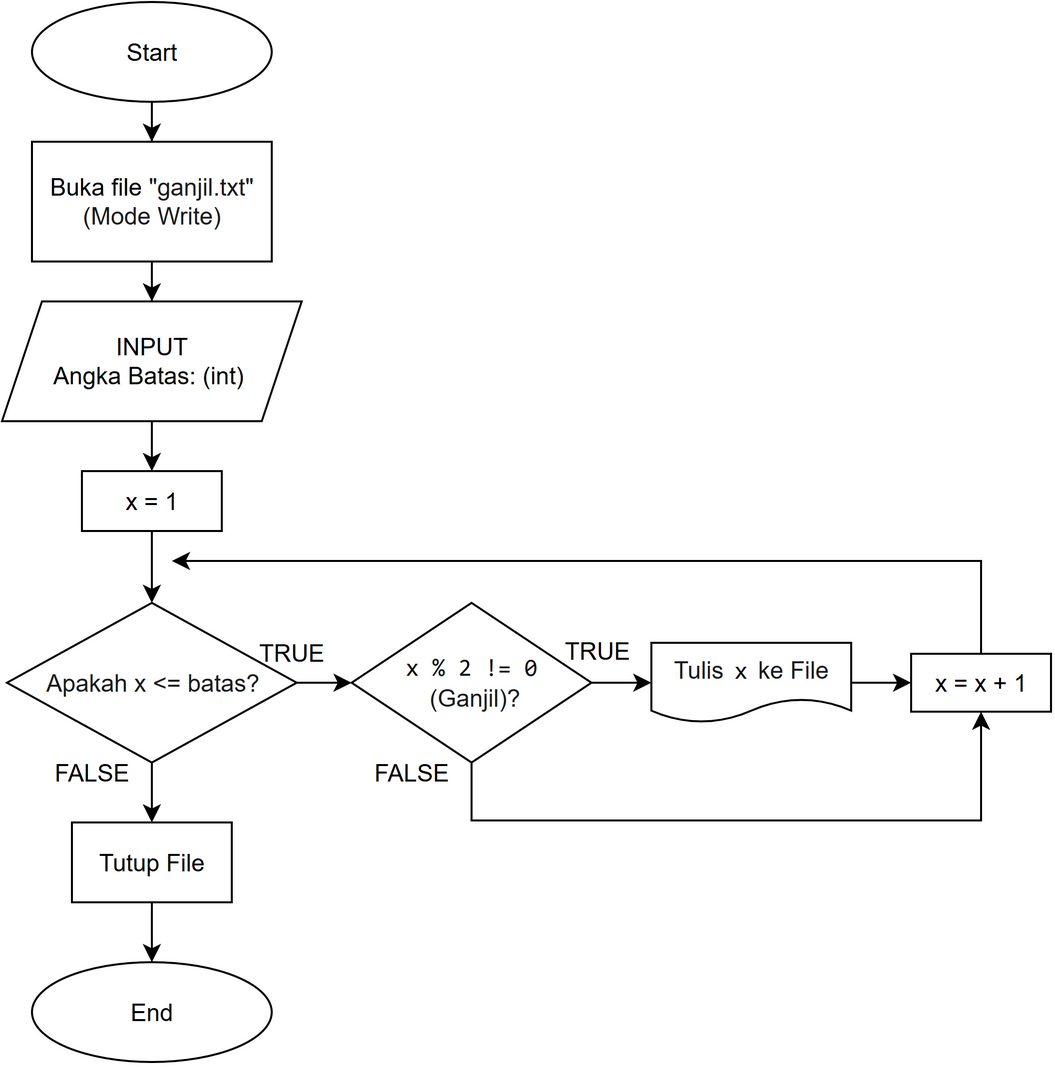 Start
Buka file "ganjil.txt"
(Mode Write)
INPUT
Angka Batas: (int)
x = 1
Apakah x <= batas?
TRUE
x % 2 != 0
(Ganjil)?
TRUE
Tulis x ke File
x = x + 1
FALSE
FALSE
Tutup File
End